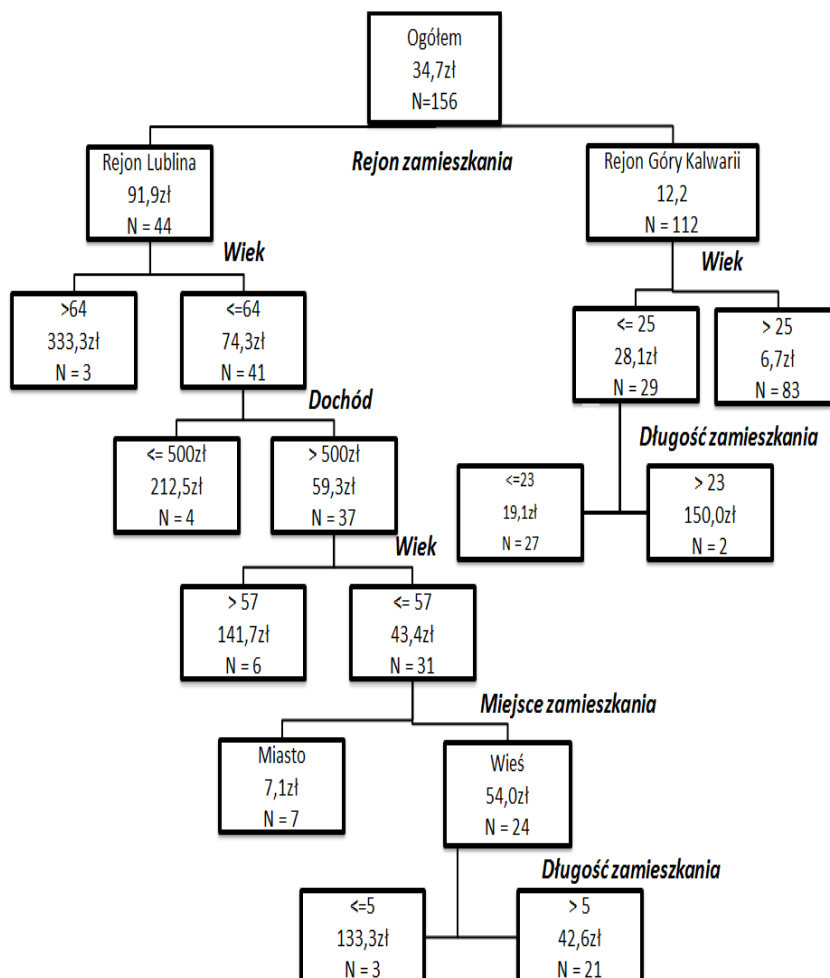 Ogółem
34,7zł
N=156
Rejon zamieszkania
Rejon Lublina
91,9zł
N = 44
Rejon Góry Kalwarii
12,2
N = 112
Wiek
Wiek
>64
333,3zł
N = 3
<=64
74,3zł
N = 41
<= 25
28,1zł
N = 29
> 25
6,7zł
N = 83
Dochód
Długość zamieszkania
<= 500zł
212,5zł
N = 4
> 500zł
59,3zł
N = 37
<=23
19,1zł
N = 27
> 23
150,0zł
N = 2
Wiek
> 57
141,7zł
N = 6
<= 57
43,4zł
N = 31
Miejsce zamieszkania
Miasto
7,1zł
N = 7
Wieś
54,0zł
N = 24
Długość zamieszkania
<=5
133,3zł
N = 3
> 5
42,6zł
N = 21